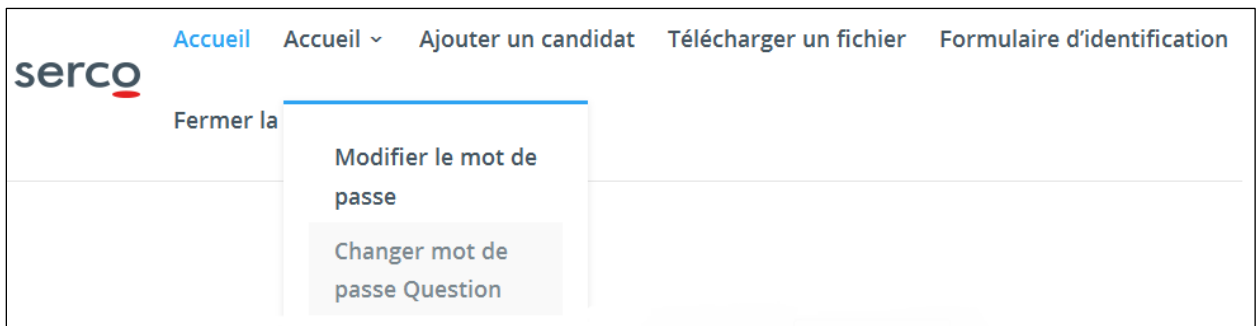 serco
Accueil Accueil Ajouter un candidat Télécharger un fichier Formulaire d'identification
Fermer la
Modifier le mot de
passe
Changer mot de
passe Question